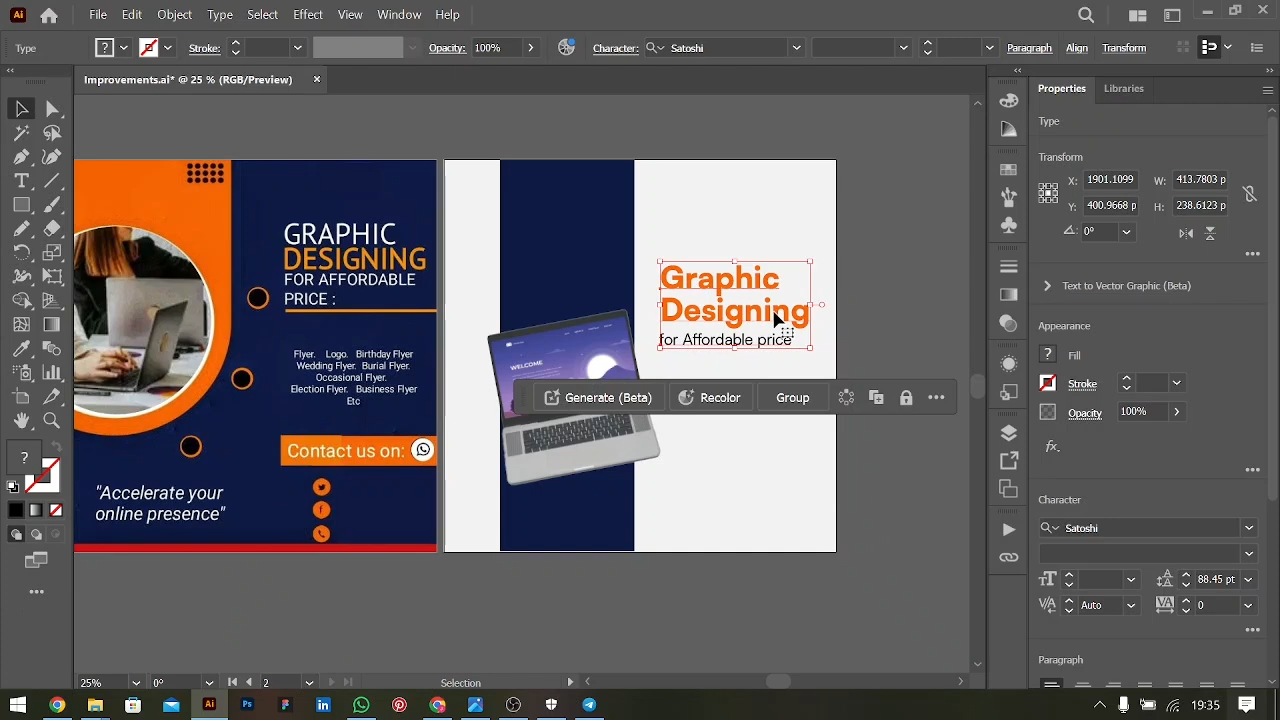 Ai File Edit Object Type Select Effect View Window Help
Type ? Stroke: Opacity: 100% Character: Satoshi Paragraph Align Transform
Improvements.ai* @ 25 % (RGB/Preview) ×
GRAPHIC
DESIGNING
FOR AFFORDABLE
PRICE :
Flyer. Logo. Birthday Flyer
Wedding Flyer. Burial Flyer.
Occasional Flyer.
Election Flyer. Business Flyer
Etc
Contact us on:
"Accelerate your
online presence"
WELCOME
Graphic
Designing
for Affordable price
Generate (Beta) Recolor Group
Properties Libraries
Type
Transform
X: 1901.1099 W: 413.7803 p
Y: 400.9668 p H: 238.6123 p
0°
Text to Vector Graphic (Beta)
Appearance
? Fill
Stroke
Opacity 100%
fx.
Character
Satoshi
88.45 pt
Auto 0
Paragraph
?
25% 0° 2 Selection
Ai Ps in 19:35